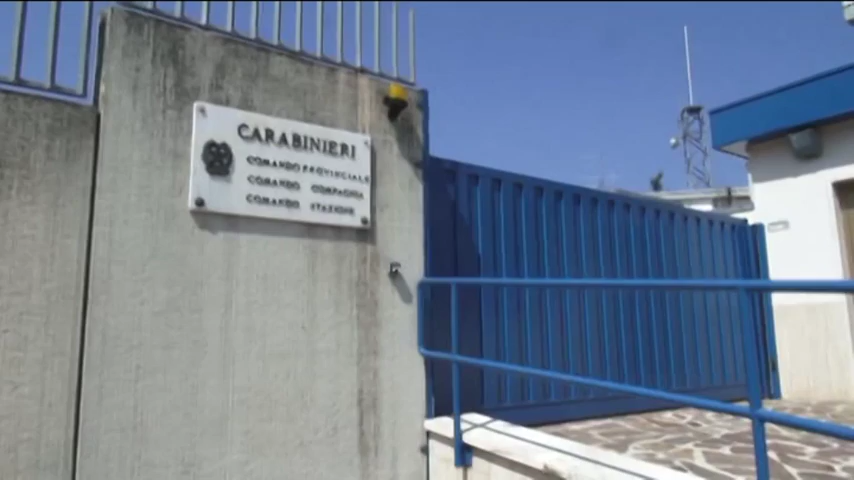 CARABINIERI
COMANDO PROVINCIALE
COMANDO COMPAGNIA
COMANDO STAZIONE